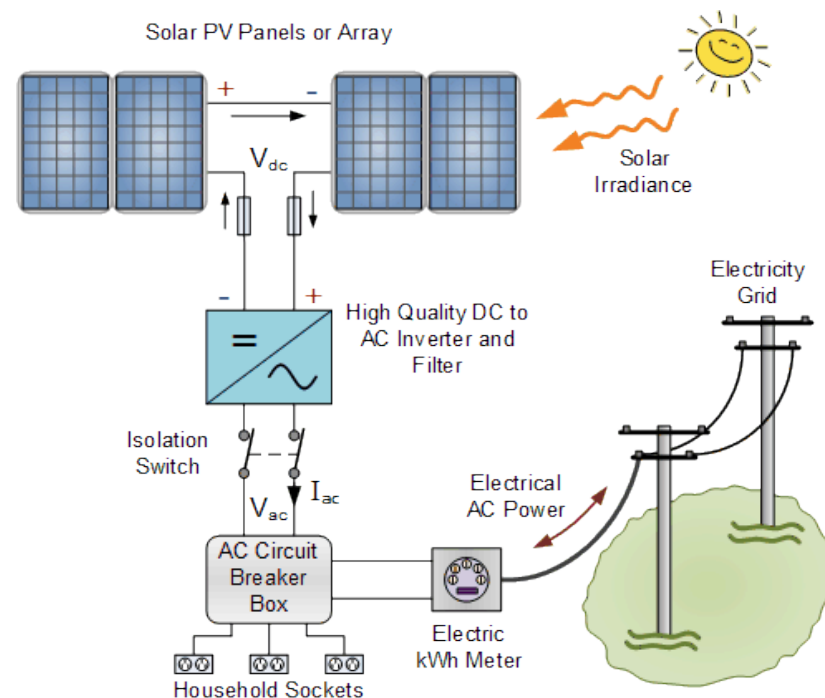 Solar PV Panels or Array
+ -
Vdc
Solar
Irradiance
- +
High Quality DC to
AC Inverter and
Filter
Electricity
Grid
Isolation
Switch
Iac
Vac
Electrical
AC Power
AC Circuit
Breaker
Box
Electric
kWh Meter
Household Sockets